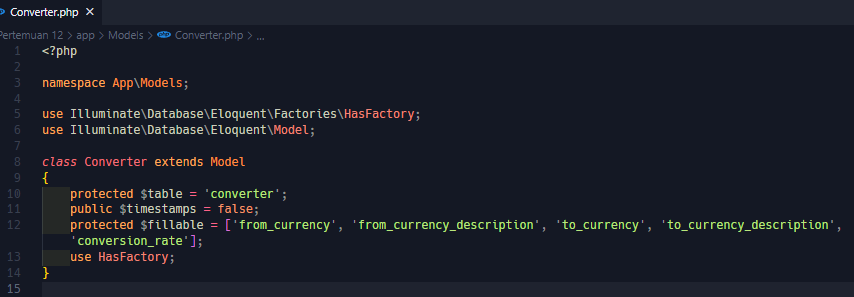 Converter.php ×
Pertemuan 12 > app > Models > Converter.php > ...
1 <?php
2
3 namespace App\Models;
4
5 use Illuminate\Database\Eloquent\Factories\HasFactory;
6 use Illuminate\Database\Eloquent\Model;
7
8 class Converter extends Model
9 {
10 protected $table = 'converter';
11 public $timestamps = false;
12 protected $fillable = ['from_currency', 'from_currency_description', 'to_currency', 'to_currency_description',
'conversion_rate'];
13 use HasFactory;
14 }
15